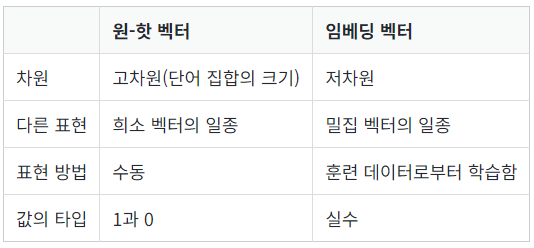 원-핫 벡터 임베딩 벡터
차원 고차원(단어 집합의 크기) 저차원
다른 표현 희소 벡터의 일종 밀집 벡터의 일종
표현 방법 수동 훈련 데이터로부터 학습함
값의 타입 1과 0 실수